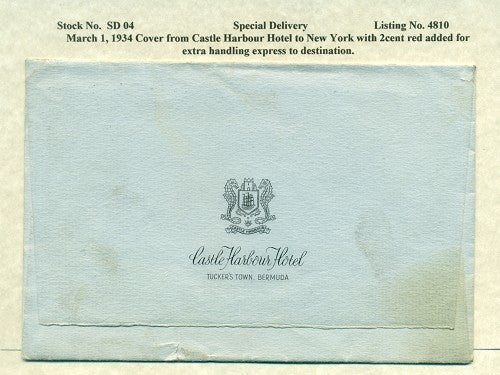 Stock No. SD 04 Special Delivery Listing No. 4810
March 1, 1934 Cover from Castle Harbour Hotel to New York with 2cent red added for
extra handling express to destination.
Castle Harbour Hotel
TUCKER'S TOWN, BERMUDA